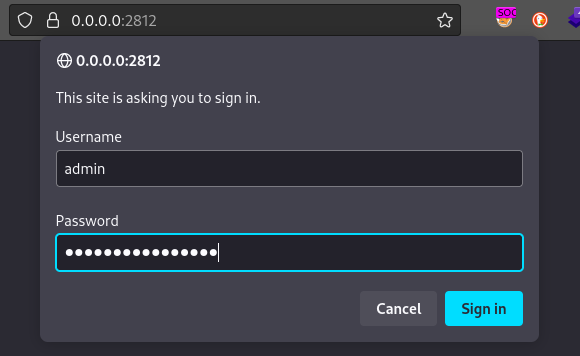 0.0.0.0:2812
SOC
0.0.0.0:2812
This site is asking you to sign in.
Username
admin
Password
●●●●●●●●●●●●●●●●
Cancel
Sign in